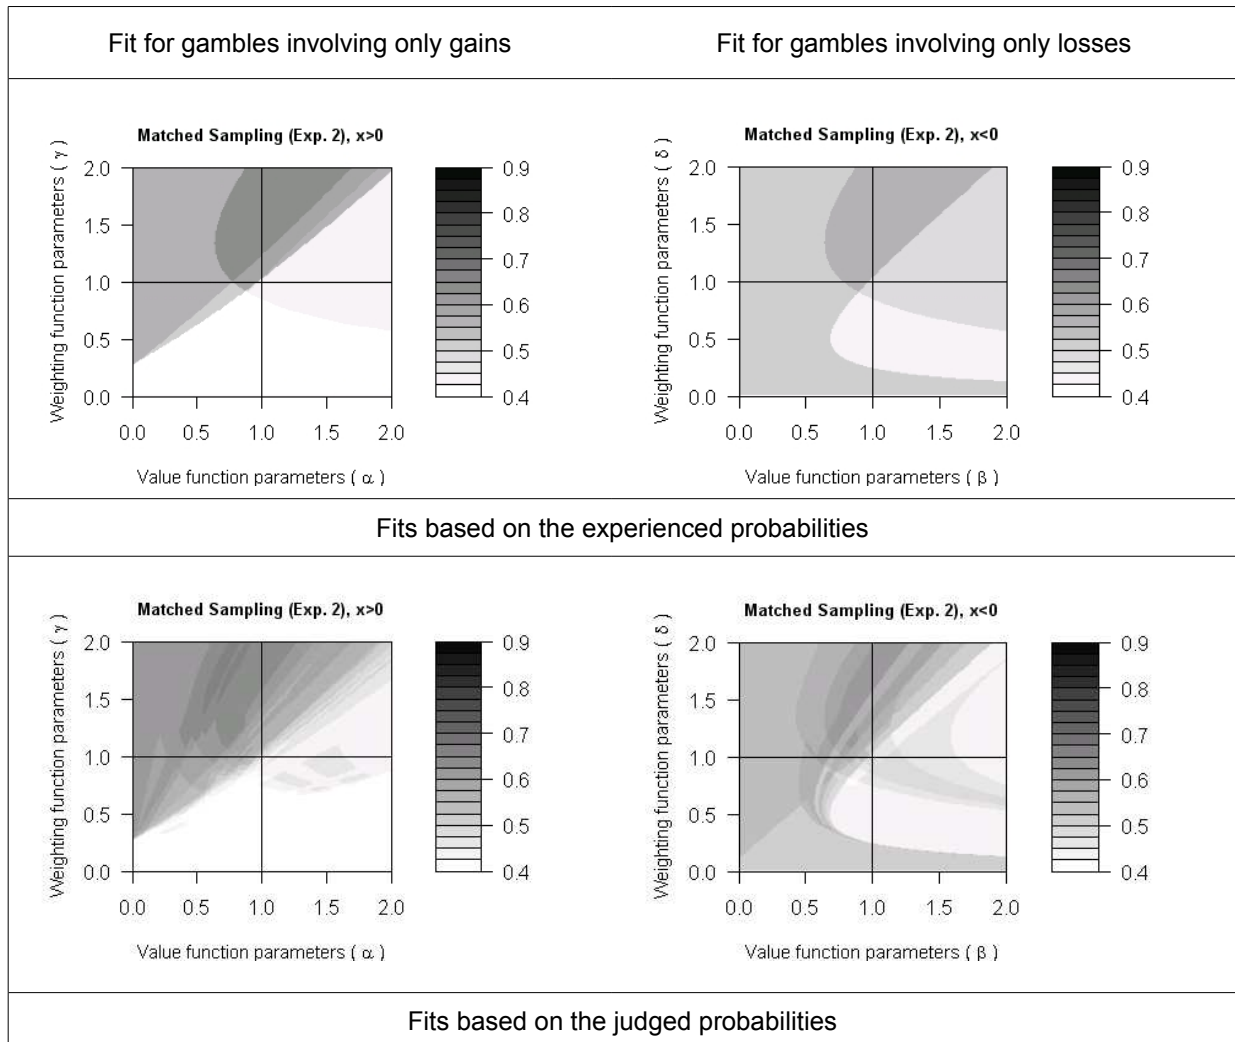 Fit for gambles involving only gains
Fit for gambles involving only losses
Matched Sampling (Exp. 2), x>0
Weighting function parameters ( γ )
2.0
1.5
1.0
0.5
0.0
0.0 0.5 1.0 1.5 2.0
Value function parameters ( α )
0.9
0.8
0.7
0.6
0.5
0.4
Matched Sampling (Exp. 2), x<0
Weighting function parameters ( δ )
2.0
1.5
1.0
0.5
0.0
0.0 0.5 1.0 1.5 2.0
Value function parameters ( β )
0.9
0.8
0.7
0.6
0.5
0.4
Fits based on the experienced probabilities
Matched Sampling (Exp. 2), x>0
Weighting function parameters ( γ )
2.0
1.5
1.0
0.5
0.0
0.0 0.5 1.0 1.5 2.0
Value function parameters ( α )
0.9
0.8
0.7
0.6
0.5
0.4
Matched Sampling (Exp. 2), x<0
Weighting function parameters ( δ )
2.0
1.5
1.0
0.5
0.0
0.0 0.5 1.0 1.5 2.0
Value function parameters ( β )
0.9
0.8
0.7
0.6
0.5
0.4
Fits based on the judged probabilities